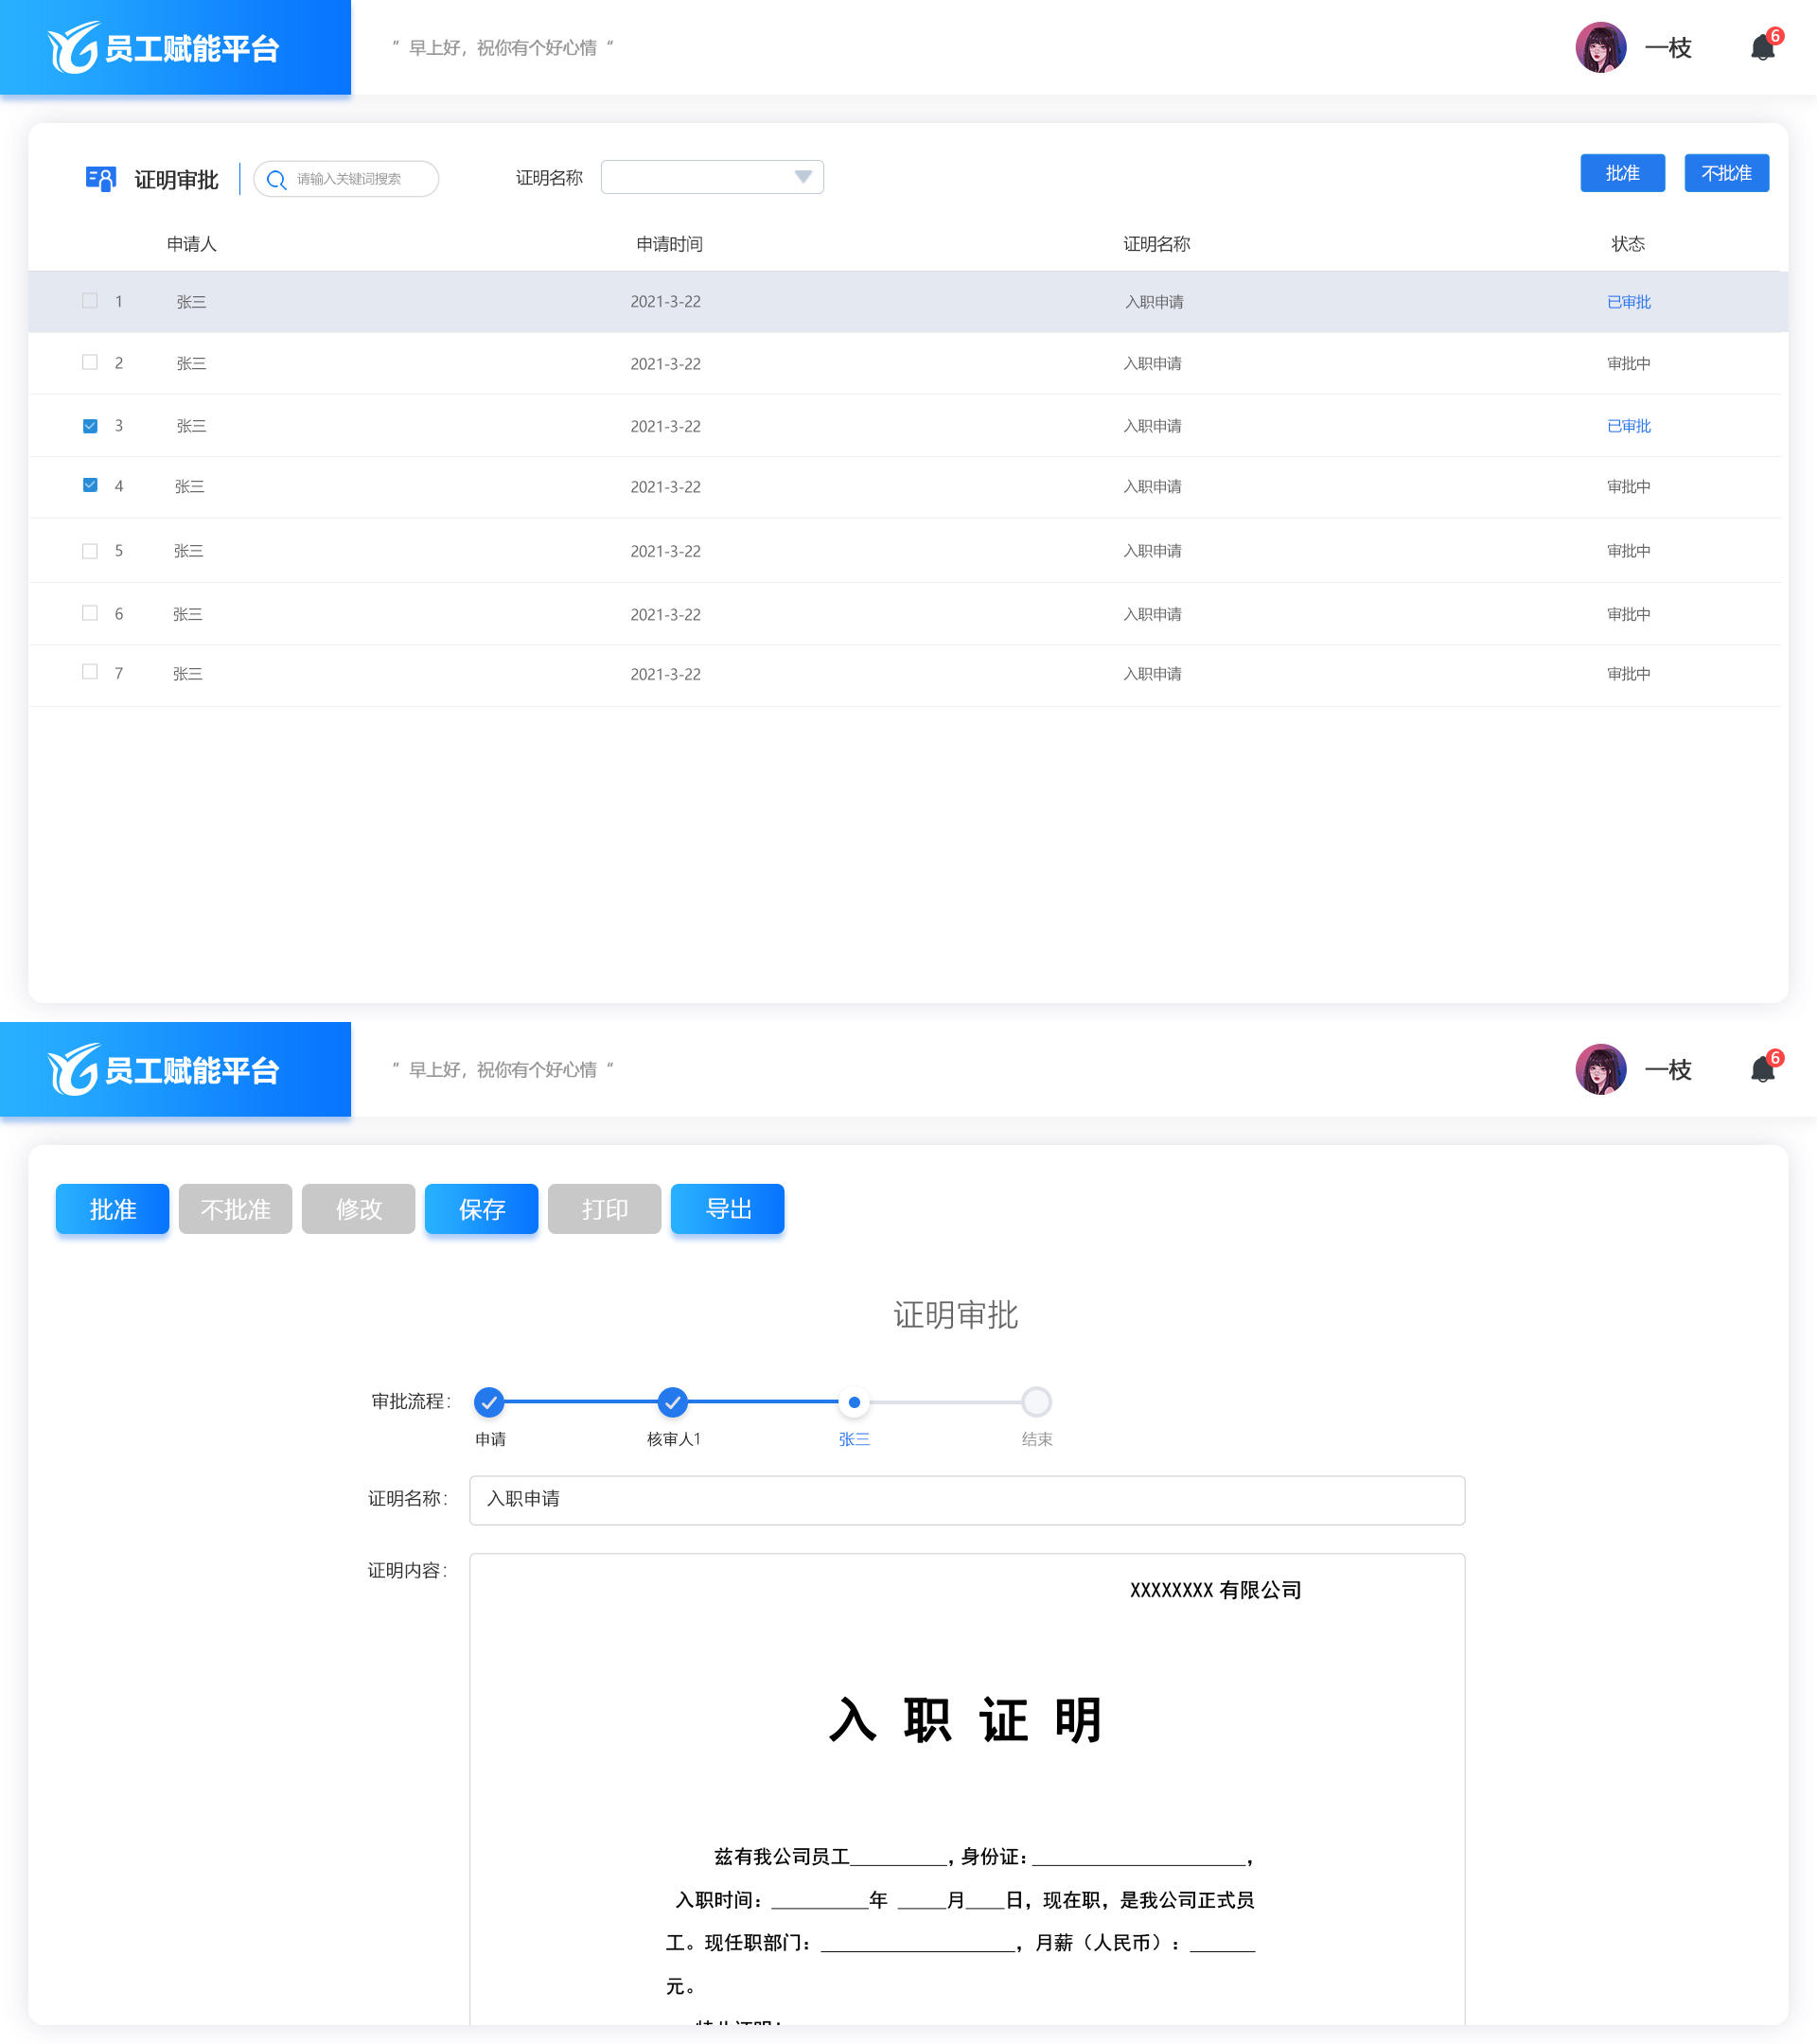 员工赋能平台 ” 早上好，祝你有个好心情 “ 一枝 6
证明审批 请输入关键词搜索 证明名称 批准 不批准
申请人 申请时间 证明名称 状态
1 张三 2021-3-22 入职申请 已审批
2 张三 2021-3-22 入职申请 审批中
3 张三 2021-3-22 入职申请 已审批
4 张三 2021-3-22 入职申请 审批中
5 张三 2021-3-22 入职申请 审批中
6 张三 2021-3-22 入职申请 审批中
7 张三 2021-3-22 入职申请 审批中
员工赋能平台 ” 早上好，祝你有个好心情 “ 一枝 6
批准 不批准 修改 保存 打印 导出
证明审批
审批流程：
申请 核审人1 张三 结束
证明名称： 入职申请
证明内容：
XXXXXXXX 有限公司
入 职 证 明
兹有我公司员工__________，身份证：______________________，
入职时间：__________年 _____月____日，现在职，是我公司正式员
工。现任职部门：____________________，月薪（人民币）：_______
元。